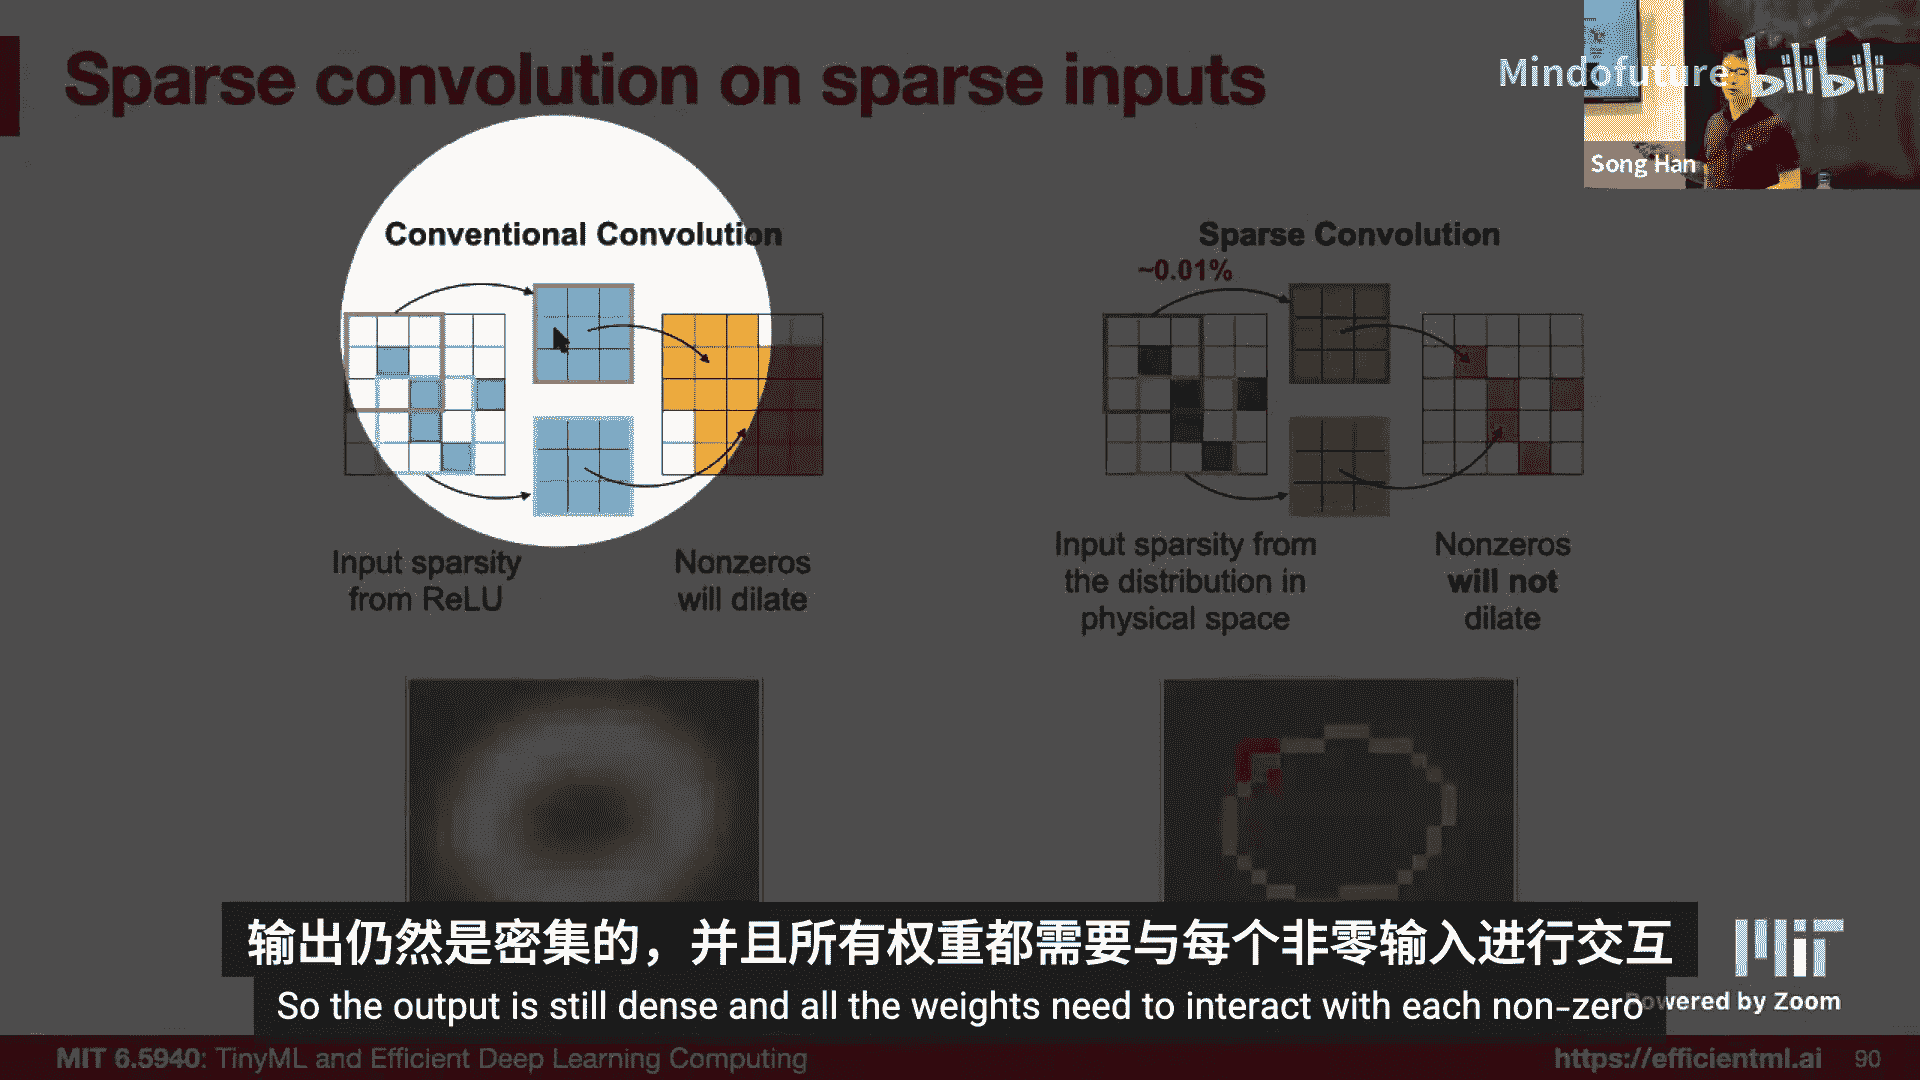 Sparse convolution on sparse inputs
Mindofuture bilibili
Song Han
Conventional Convolution
Input sparsity
from ReLU
Nonzeros
will dilate
Sparse Convolution
~0.01%
Input sparsity from
the distribution in
physical space
Nonzeros
will not
dilate
输出仍然是密集的，并且所有权重都需要与每个非零输入进行交互
So the output is still dense and all the weights need to interact with each non-zero
MIT
Powered by Zoom
MIT 6.5940: TinyML and Efficient Deep Learning Computing
https://efficientml.ai
90